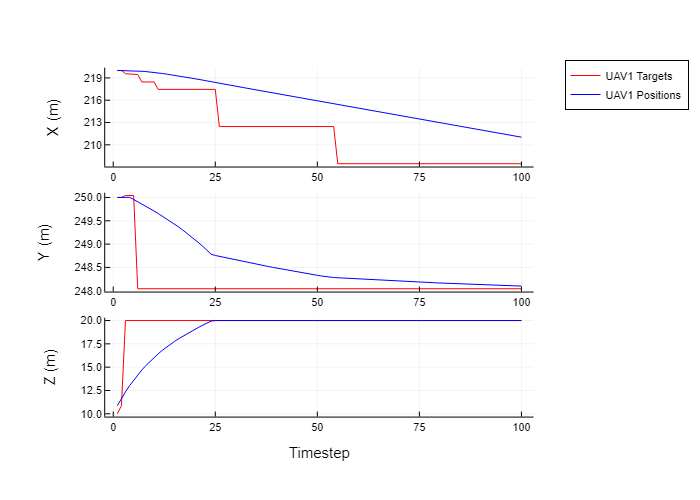 UAV1 Targets
UAV1 Positions
X (m)
219
216
213
210
0 25 50 75 100
Y (m)
250.0
249.5
249.0
248.5
248.0
0 25 50 75 100
Z (m)
20.0
17.5
15.0
12.5
10.0
0 25 50 75 100
Timestep